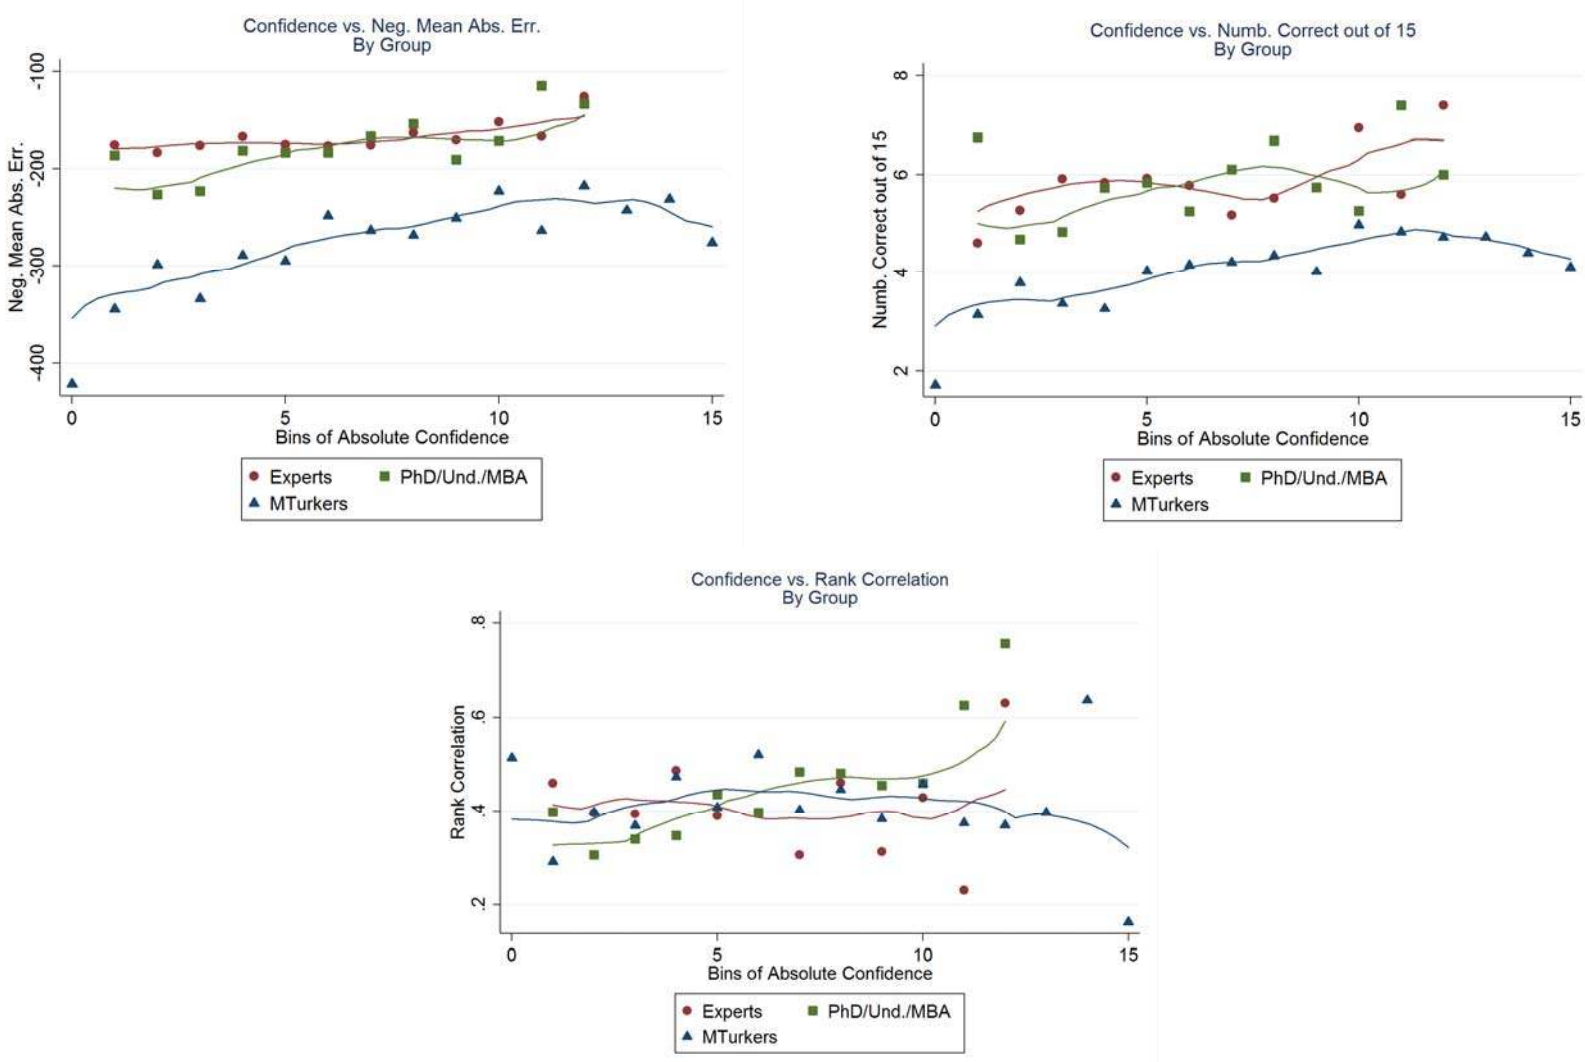 Confidence vs. Neg. Mean Abs. Err.
By Group
Neg. Mean Abs. Err.
-100
-200
-300
-400
0 5 10 15
Bins of Absolute Confidence
Experts PhD/Und./MBA
MTurkers
Confidence vs. Numb. Correct out of 15
By Group
Numb. Correct out of 15
8
6
4
2
0 5 10 15
Bins of Absolute Confidence
Experts PhD/Und./MBA
MTurkers
Confidence vs. Rank Correlation
By Group
Rank Correlation
.8
.6
.4
.2
0 5 10 15
Bins of Absolute Confidence
Experts PhD/Und./MBA
MTurkers